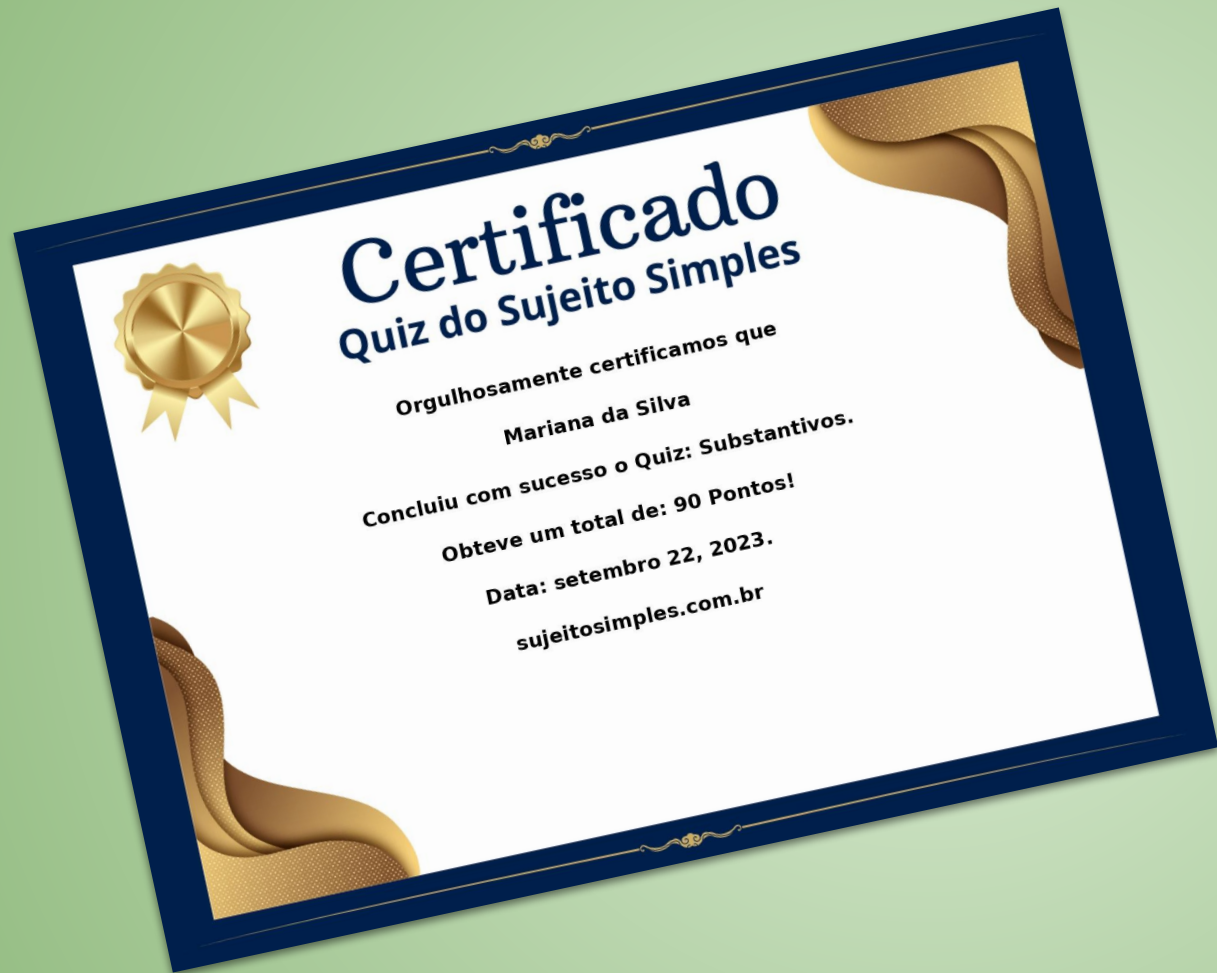 Certificado
Quiz do Sujeito Simples
Orgulhosamente certificamos que
Mariana da Silva
Concluiu com sucesso o Quiz: Substantivos.
Obteve um total de: 90 Pontos!
Data: setembro 22, 2023.
sujeitosimples.com.br